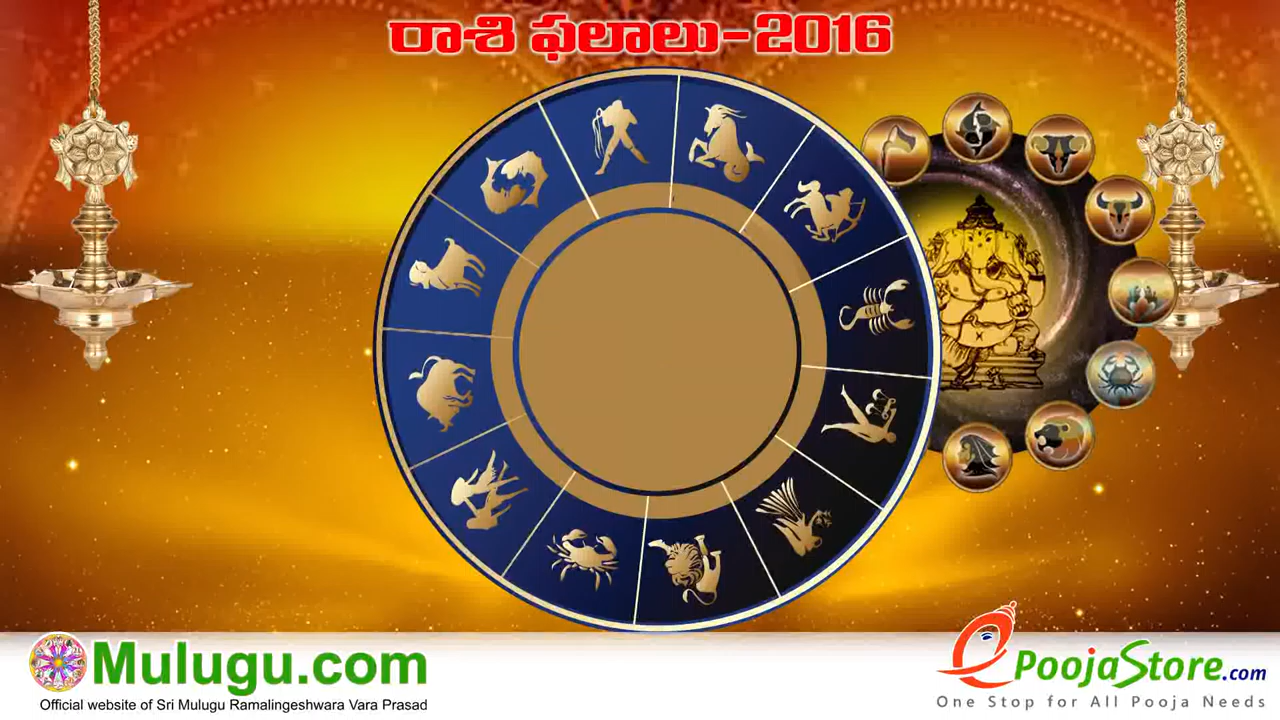 రాశి ఫలాలు-2016
Mulugu.com
Official website of Sri Mulugu Ramalingeshwara Vara Prasad
ePoojaStore.com
One Stop for All Pooja Needs